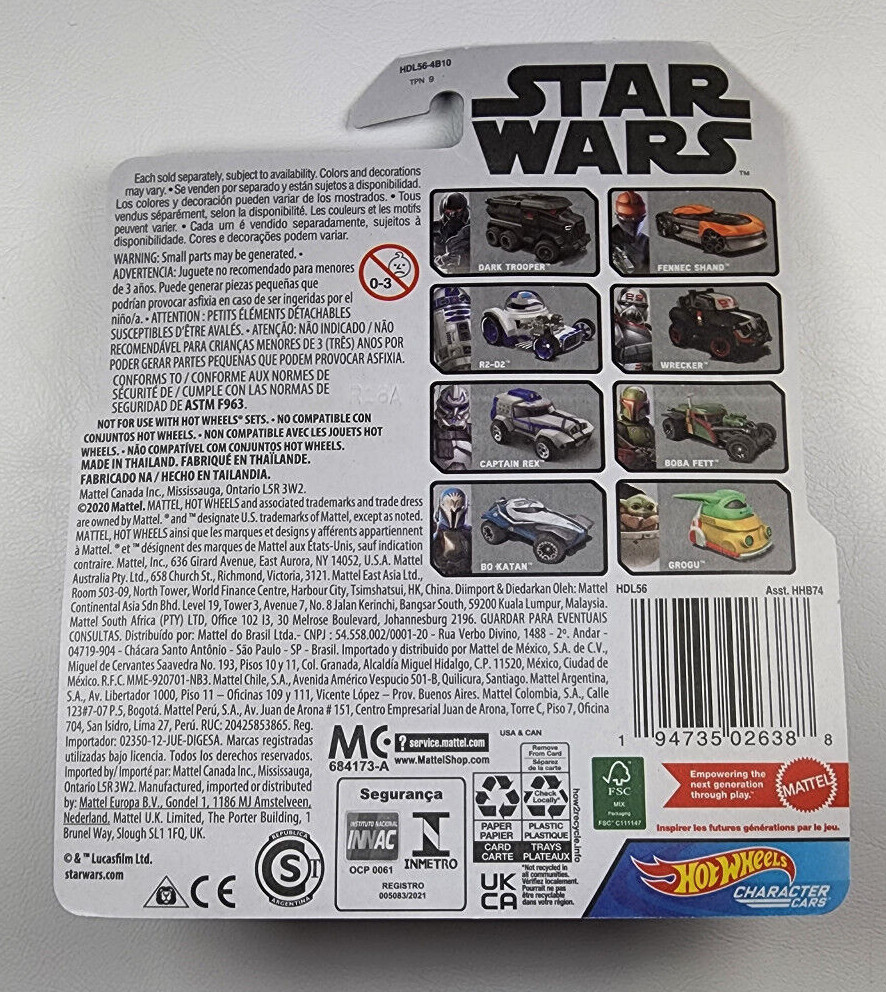 HDL56-4B10
TPN 9
STAR
WARS™
Each sold separately, subject to availability. Colors and decorations
may vary. • Se venden por separado y están sujetos a disponibilidad.
Los colores y decoración pueden variar de los mostrados. • Tous
vendus séparément, selon la disponibilité. Les couleurs et les motifs
peuvent varier. • Cada um é vendido separadamente, sujeitos à
disponibilidade. Cores e decorações podem variar.
WARNING: Small parts may be generated. •
ADVERTENCIA: Juguete no recomendado para menores
de 3 años. Puede generar piezas pequeñas que
podrían provocar asfixia en caso de ser ingeridas por el
niño/a. • ATTENTION : PETITS ÉLÉMENTS DÉTACHABLES
SUSCEPTIBLES D'ÊTRE AVALÉS. • ATENÇÃO: NÃO INDICADO / NÃO
RECOMENDÁVEL PARA CRIANÇAS MENORES DE 3 (TRÊS) ANOS POR
PODER GERAR PARTES PEQUENAS QUE PODEM PROVOCAR ASFIXIA.
CONFORMS TO / CONFORME AUX NORMES DE
SÉCURITÉ DE / CUMPLE CON LAS NORMAS DE
SEGURIDAD DE ASTM F963.
0-3
NOT FOR USE WITH HOT WHEELS® SETS. • NO COMPATIBLE CON
CONJUNTOS HOT WHEELS. • NON COMPATIBLE AVEC LES JOUETS HOT
WHEELS. • NÃO COMPATÍVEL COM CONJUNTOS HOT WHEELS.
MADE IN THAILAND. FABRIQUÉ EN THAÏLANDE.
FABRICADO NA / HECHO EN TAILANDIA.
Mattel Canada Inc., Mississauga, Ontario L5R 3W2.
©2020 Mattel. MATTEL, HOT WHEELS and associated trademarks and trade dress
are owned by Mattel. ® and ™ designate U.S. trademarks of Mattel, except as noted.
MATTEL, HOT WHEELS ainsi que les marques et designs y afférents appartiennent
à Mattel. ® et ™ désignent des marques de Mattel aux États-Unis, sauf indication
contraire. Mattel, Inc., 636 Girard Avenue, East Aurora, NY 14052, U.S.A. Mattel
Australia Pty. Ltd., 658 Church St., Richmond, Victoria, 3121. Mattel East Asia Ltd.,
Room 503-09, North Tower, World Finance Centre, Harbour City, Tsimshatsui, HK, China. Diimport & Diedarkan Oleh: Mattel
Continental Asia Sdn Bhd. Level 19, Tower 3, Avenue 7, No. 8 Jalan Kerinchi, Bangsar South, 59200 Kuala Lumpur, Malaysia.
Mattel South Africa (PTY) LTD, Office 102 I3, 30 Melrose Boulevard, Johannesburg 2196. GUARDAR PARA EVENTUAIS
CONSULTAS. Distribuído por: Mattel do Brasil Ltda.- CNPJ : 54.558.002/0001-20 - Rua Verbo Divino, 1488 - 2º. Andar -
04719-904 - Chácara Santo Antônio - São Paulo - SP - Brasil. Importado y distribuido por Mattel de México, S.A. de C.V.,
Miguel de Cervantes Saavedra No. 193, Pisos 10 y 11, Col. Granada, Alcaldía Miguel Hidalgo, C.P. 11520, México, Ciudad de
México. R.F.C. MME-920701-NB3. Mattel Chile, S.A., Avenida Américo Vespucio 501-B, Quilicura, Santiago. Mattel Argentina,
S.A., Av. Libertador 1000, Piso 11 – Oficinas 109 y 111, Vicente López – Prov. Buenos Aires. Mattel Colombia, S.A., Calle
123#7-07 P.5, Bogotá. Mattel Perú, S.A., Av. Juan de Arona # 151, Centro Empresarial Juan de Arona, Torre C, Piso 7, Oficina
704, San Isidro, Lima 27, Perú. RUC: 20425853865. Reg.
Importador: 02350-12-JUE-DIGESA. Marcas registradas
utilizadas bajo licencia. Todos los derechos reservados.
Imported by/ Importé par: Mattel Canada Inc., Mississauga,
Ontario L5R 3W2. Manufactured, imported or distributed
by: Mattel Europa B.V., Gondel 1, 1186 MJ Amstelveen,
Nederland. Mattel U.K. Limited, The Porter Building, 1
Brunel Way, Slough SL1 1FQ, UK.
© & ™ Lucasfilm Ltd.
starwars.com
DARK TROOPER™
FENNEC SHAND™
R2-D2™
WRECKER™
CAPTAIN REX™
BOBA FETT™
BO KATAN™
GROGU™
HDL56
Asst. HHB74
1 94735 02638 8
MC
684173-A
? service.mattel.com
www.MattelShop.com
REPUBLICA
ARGENTINA
CE
Segurança
INSTITUTO NACIONAL
INNAC
OCP 0061
INMETRO
REGISTRO
005083/2021
USA & CAN
Remove
From Card
Séparez
de la carte
Check
Locally*
PAPER
PAPIER
PLASTIC
PLASTIQUE
CARD
CARTE
TRAYS
PLATEAUX
how2recycle.info
UK
CA
*Not recycled in
all communities.
Vérifiez localement.
Pourrait ne pas
être recyclable
dans votre région.
FSC
MIX
Packaging
FSC® C111147
Empowering the
next generation
through play.™
MATTEL
Inspirer les futures générations par le jeu.
HOT WHEELS
CHARACTER
CARS